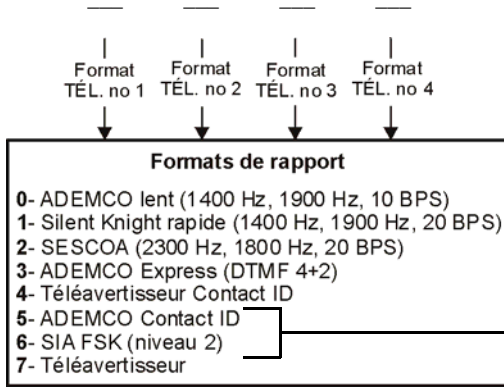 Format Format Format Format
TÉL. no 1 TÉL. no 2 TÉL. no 3 TÉL. no 4
Formats de rapport
0- ADEMCO lent (1400 Hz, 1900 Hz, 10 BPS)
1- Silent Knight rapide (1400 Hz, 1900 Hz, 20 BPS)
2- SESCOA (2300 Hz, 1800 Hz, 20 BPS)
3- ADEMCO Express (DTMF 4+2)
4- Téléavertisseur Contact ID
5- ADEMCO Contact ID
6- SIA FSK (niveau 2)
7- Téléavertisseur